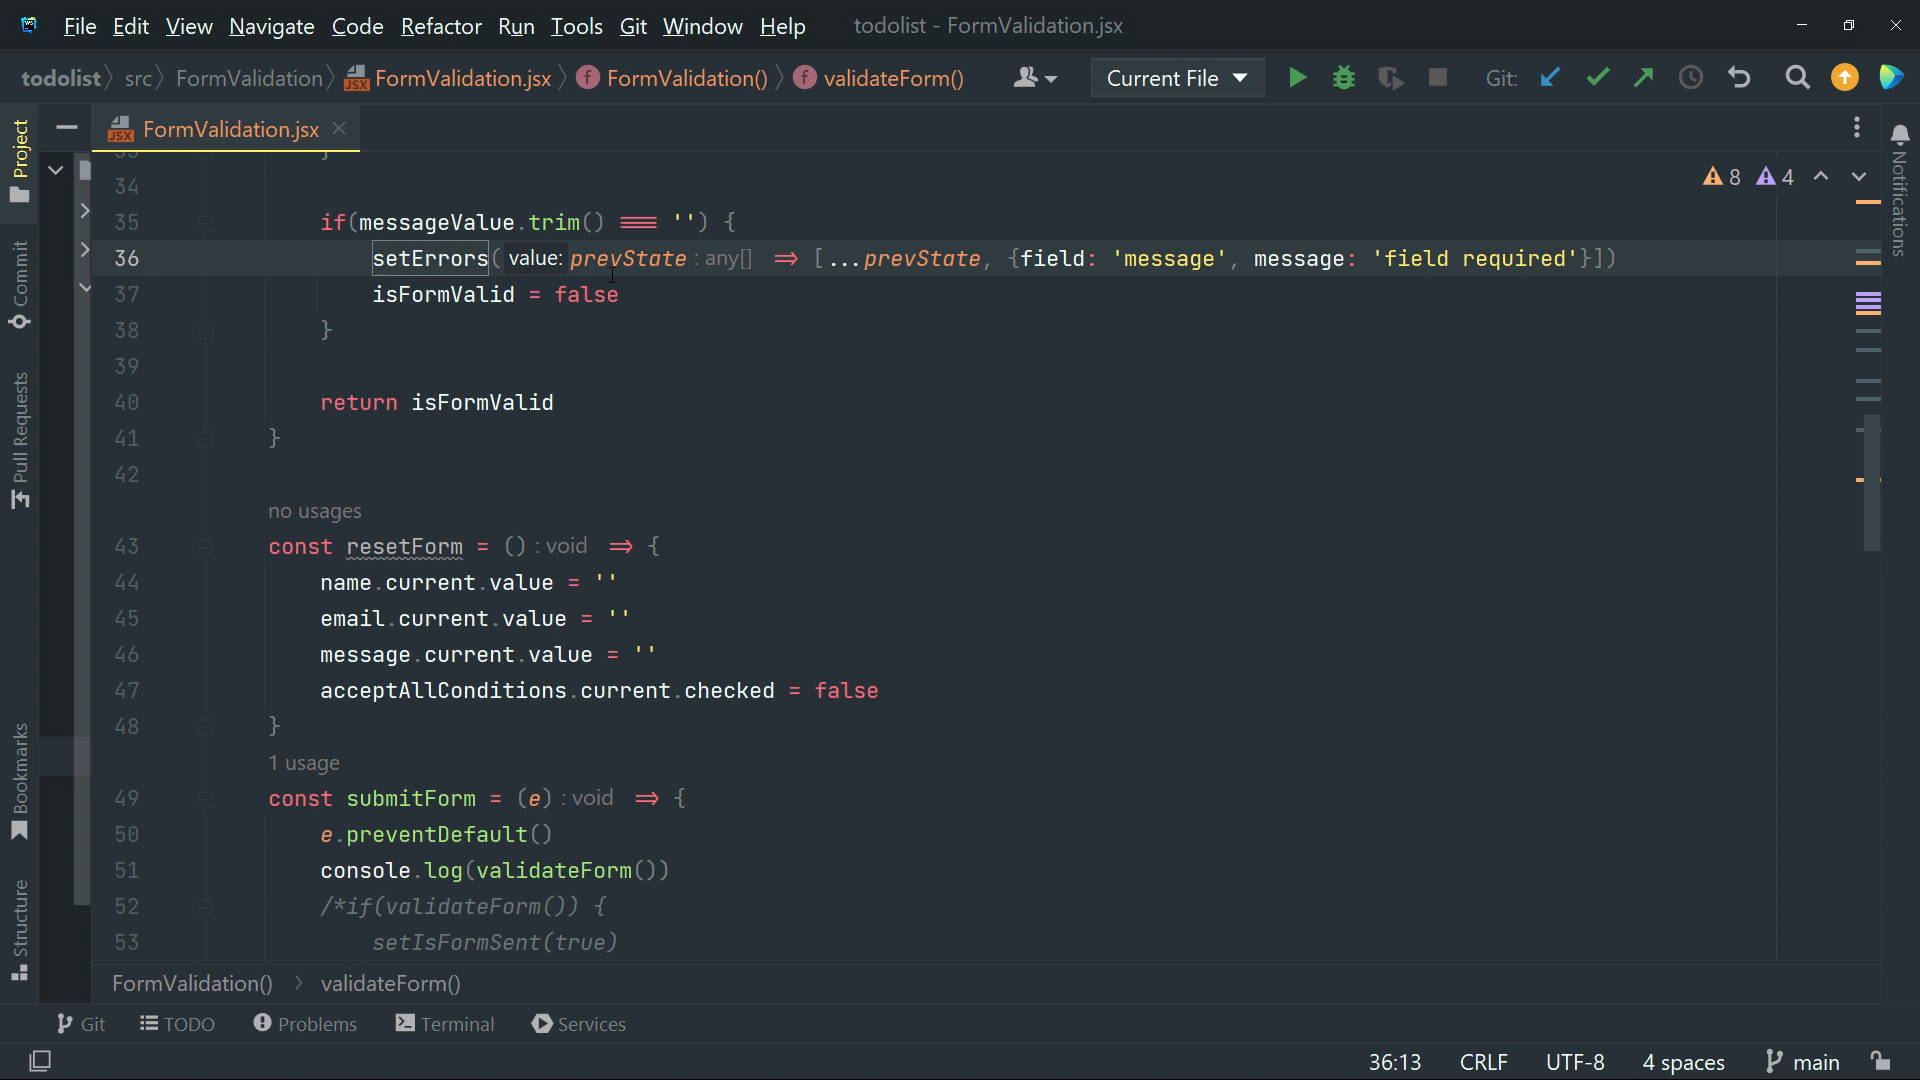 File Edit View Navigate Code Refactor Run Tools Git Window Help todolist - FormValidation.jsx
todolist src FormValidation JSX FormValidation.jsx f FormValidation() f validateForm() Current File Git:
Project
Commit
Pull Requests
Bookmarks
Structure
JSX FormValidation.jsx
Notifications
8 4
34
35 if(messageValue.trim() === '') {
36 setErrors( value: prevState : any[] => [...prevState, {field: 'message', message: 'field required'}])
37 isFormValid = false
38 }
39
40 return isFormValid
41 }
42
no usages
43 const resetForm = () : void => {
44 name.current.value = ''
45 email.current.value = ''
46 message.current.value = ''
47 acceptAllConditions.current.checked = false
48 }
1 usage
49 const submitForm = (e) : void => {
50 e.preventDefault()
51 console.log(validateForm())
52 /*if(validateForm()) {
53 setIsFormSent(true)
FormValidation() validateForm()
Git TODO Problems Terminal Services
36:13 CRLF UTF-8 4 spaces main